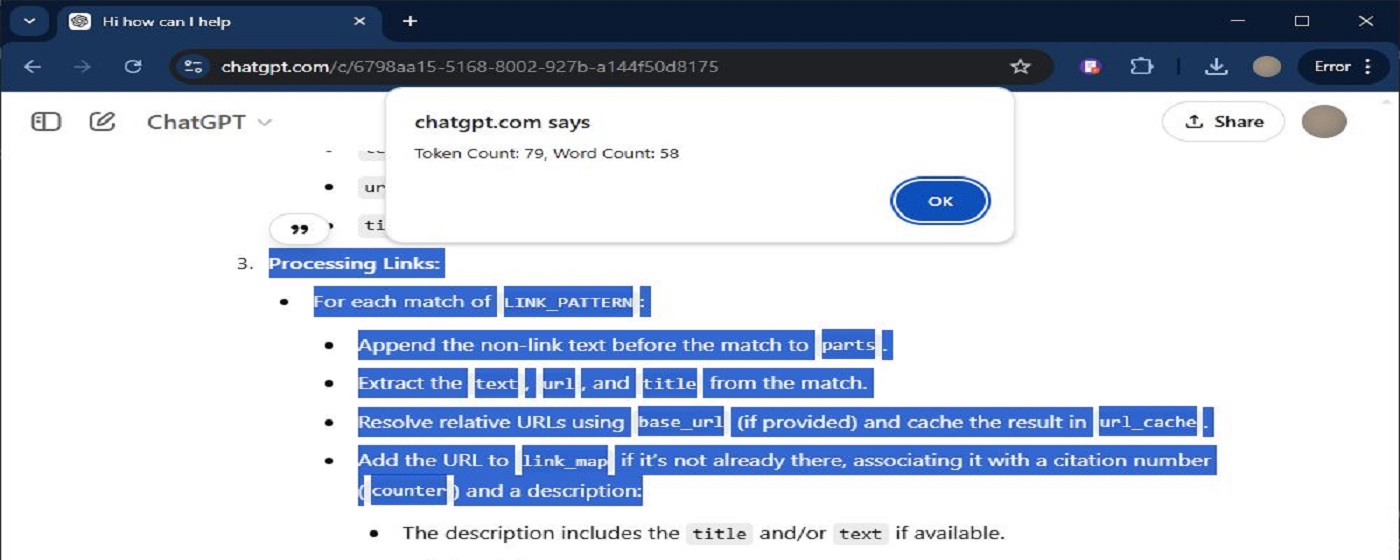 Hi how can I help
chatgpt.com/c/6798aa15-5168-8002-927b-a144f50d8175
Error
ChatGPT
Share
chatgpt.com says
Token Count: 79, Word Count: 58
OK
ur
ti
3. Processing Links:
• For each match of LINK_PATTERN:
• Append the non-link text before the match to parts.
• Extract the text, url, and title from the match.
• Resolve relative URLs using base_url (if provided) and cache the result in url_cache.
• Add the URL to link_map if it's not already there, associating it with a citation number
(counter) and a description:
• The description includes the title and/or text if available.